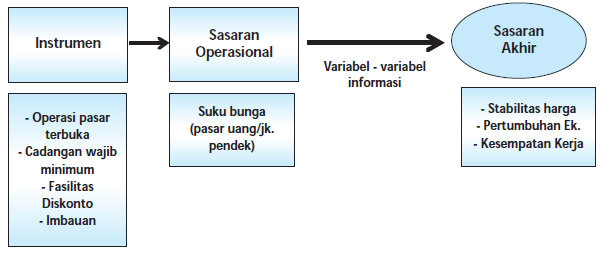 Instrumen
Sasaran
Operasional
Variabel - variabel
informasi
Sasaran
Akhir
- Operasi pasar
terbuka
- Cadangan wajib
minimum
- Fasilitas
Diskonto
- Imbauan
Suku bunga
(pasar uang/jk.
pendek)
- Stabilitas harga
- Pertumbuhan Ek.
- Kesempatan Kerja